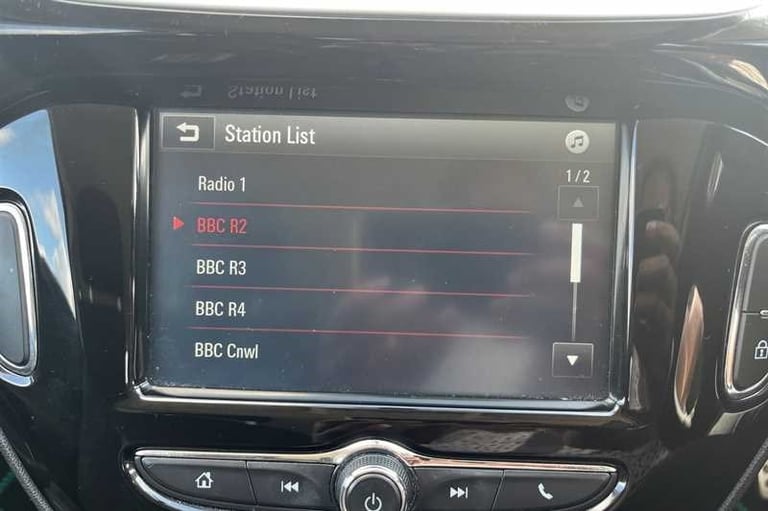 Station List
1/2
Radio 1
BBC R2
BBC R3
BBC R4
BBC Cnwl